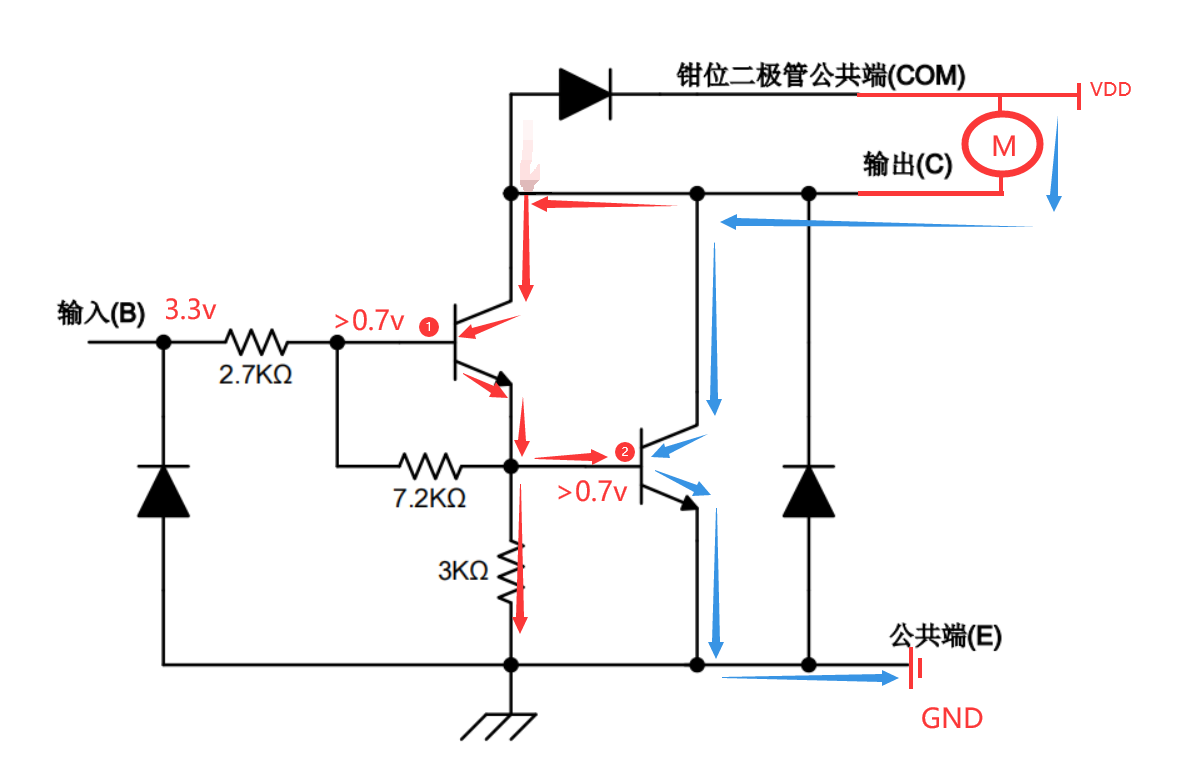 钳位二极管公共端(COM)
VDD
M
输出(C)
输入(B)
3.3v
>0.7v
1
2.7KΩ
2
7.2KΩ
>0.7v
3KΩ
公共端(E)
GND